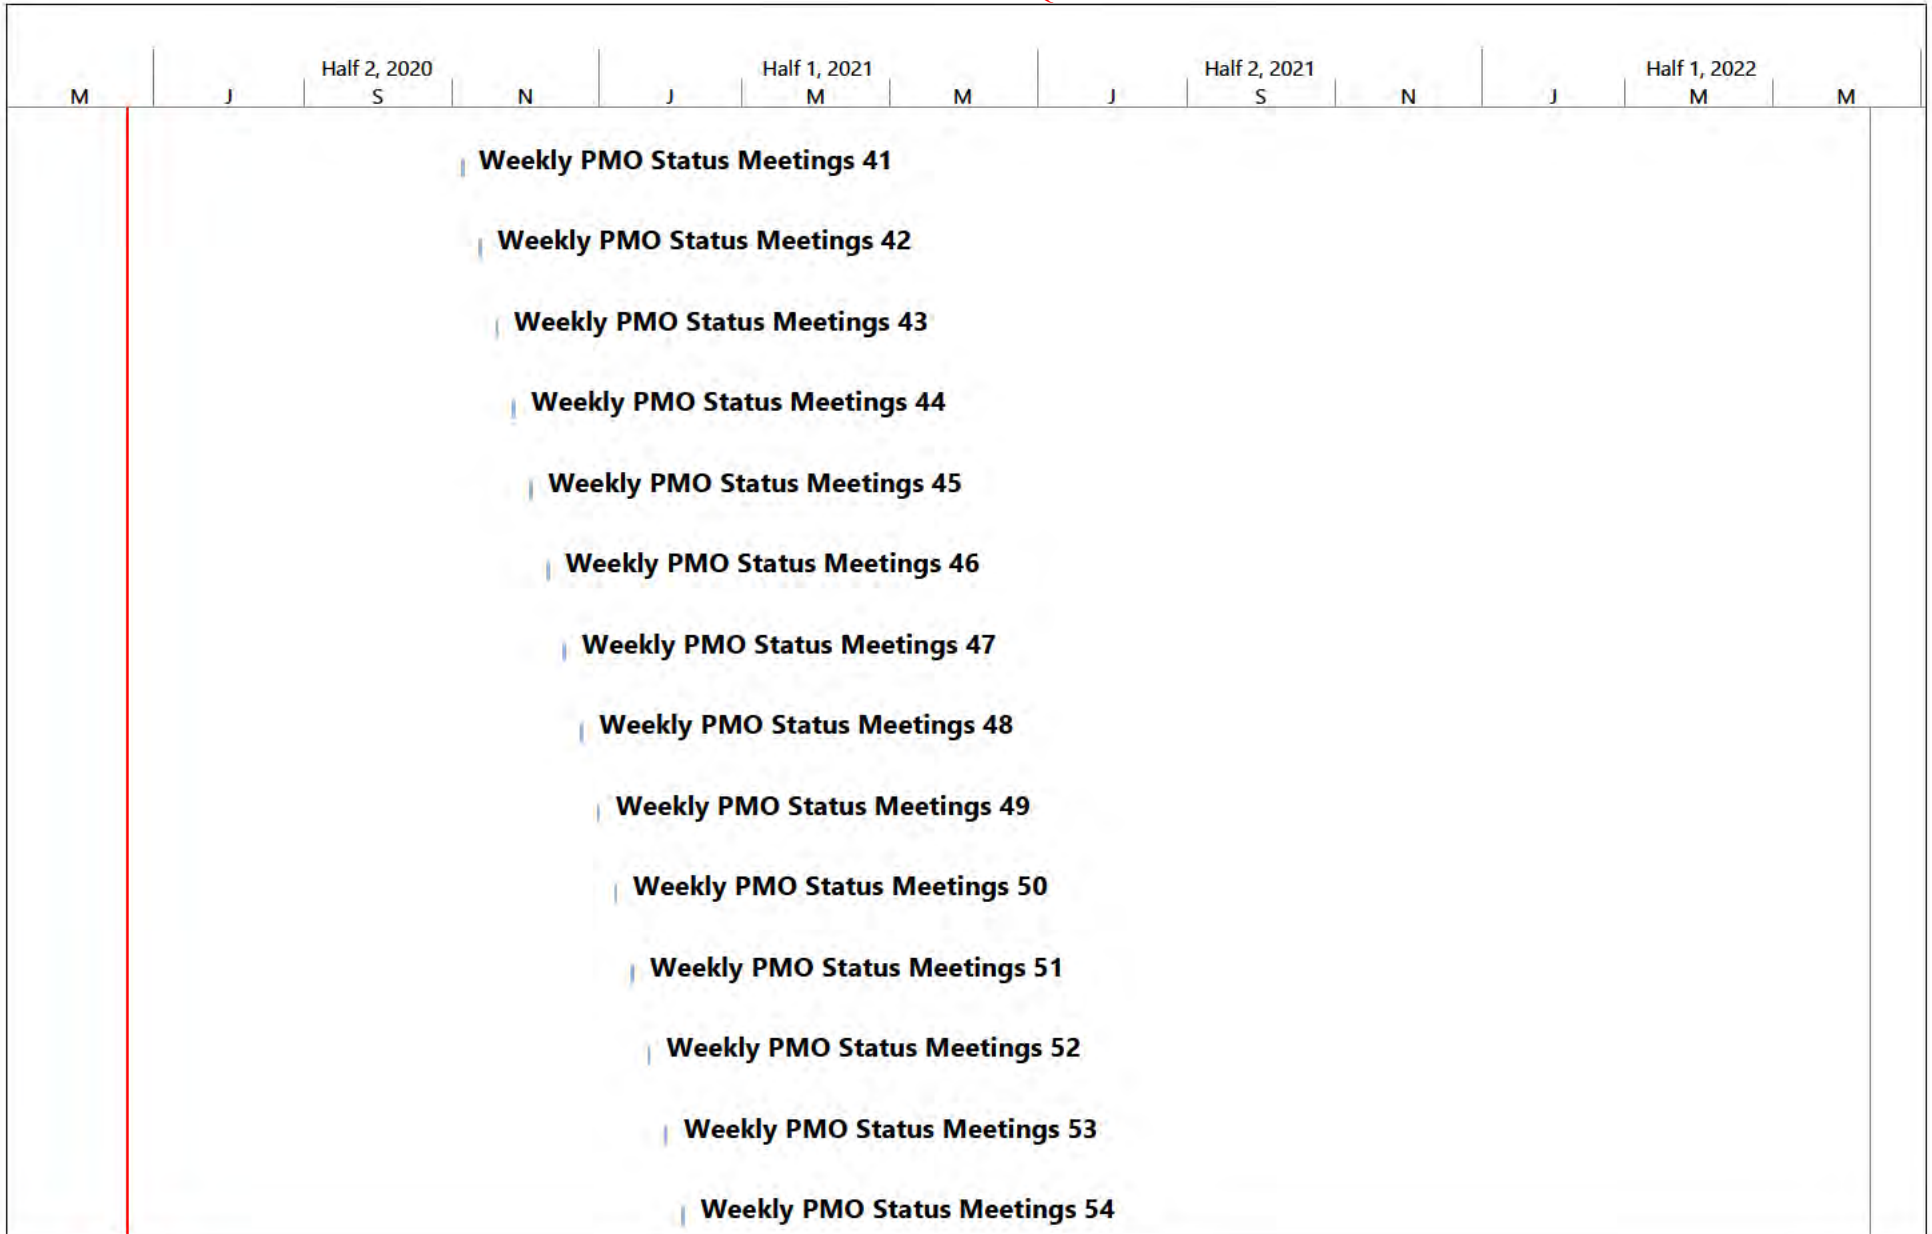 Half 2, 2020 Half 1, 2021 Half 2, 2021 Half 1, 2022
M J S N J M M J S N J M M
Weekly PMO Status Meetings 41
Weekly PMO Status Meetings 42
Weekly PMO Status Meetings 43
Weekly PMO Status Meetings 44
Weekly PMO Status Meetings 45
Weekly PMO Status Meetings 46
Weekly PMO Status Meetings 47
Weekly PMO Status Meetings 48
Weekly PMO Status Meetings 49
Weekly PMO Status Meetings 50
Weekly PMO Status Meetings 51
Weekly PMO Status Meetings 52
Weekly PMO Status Meetings 53
Weekly PMO Status Meetings 54